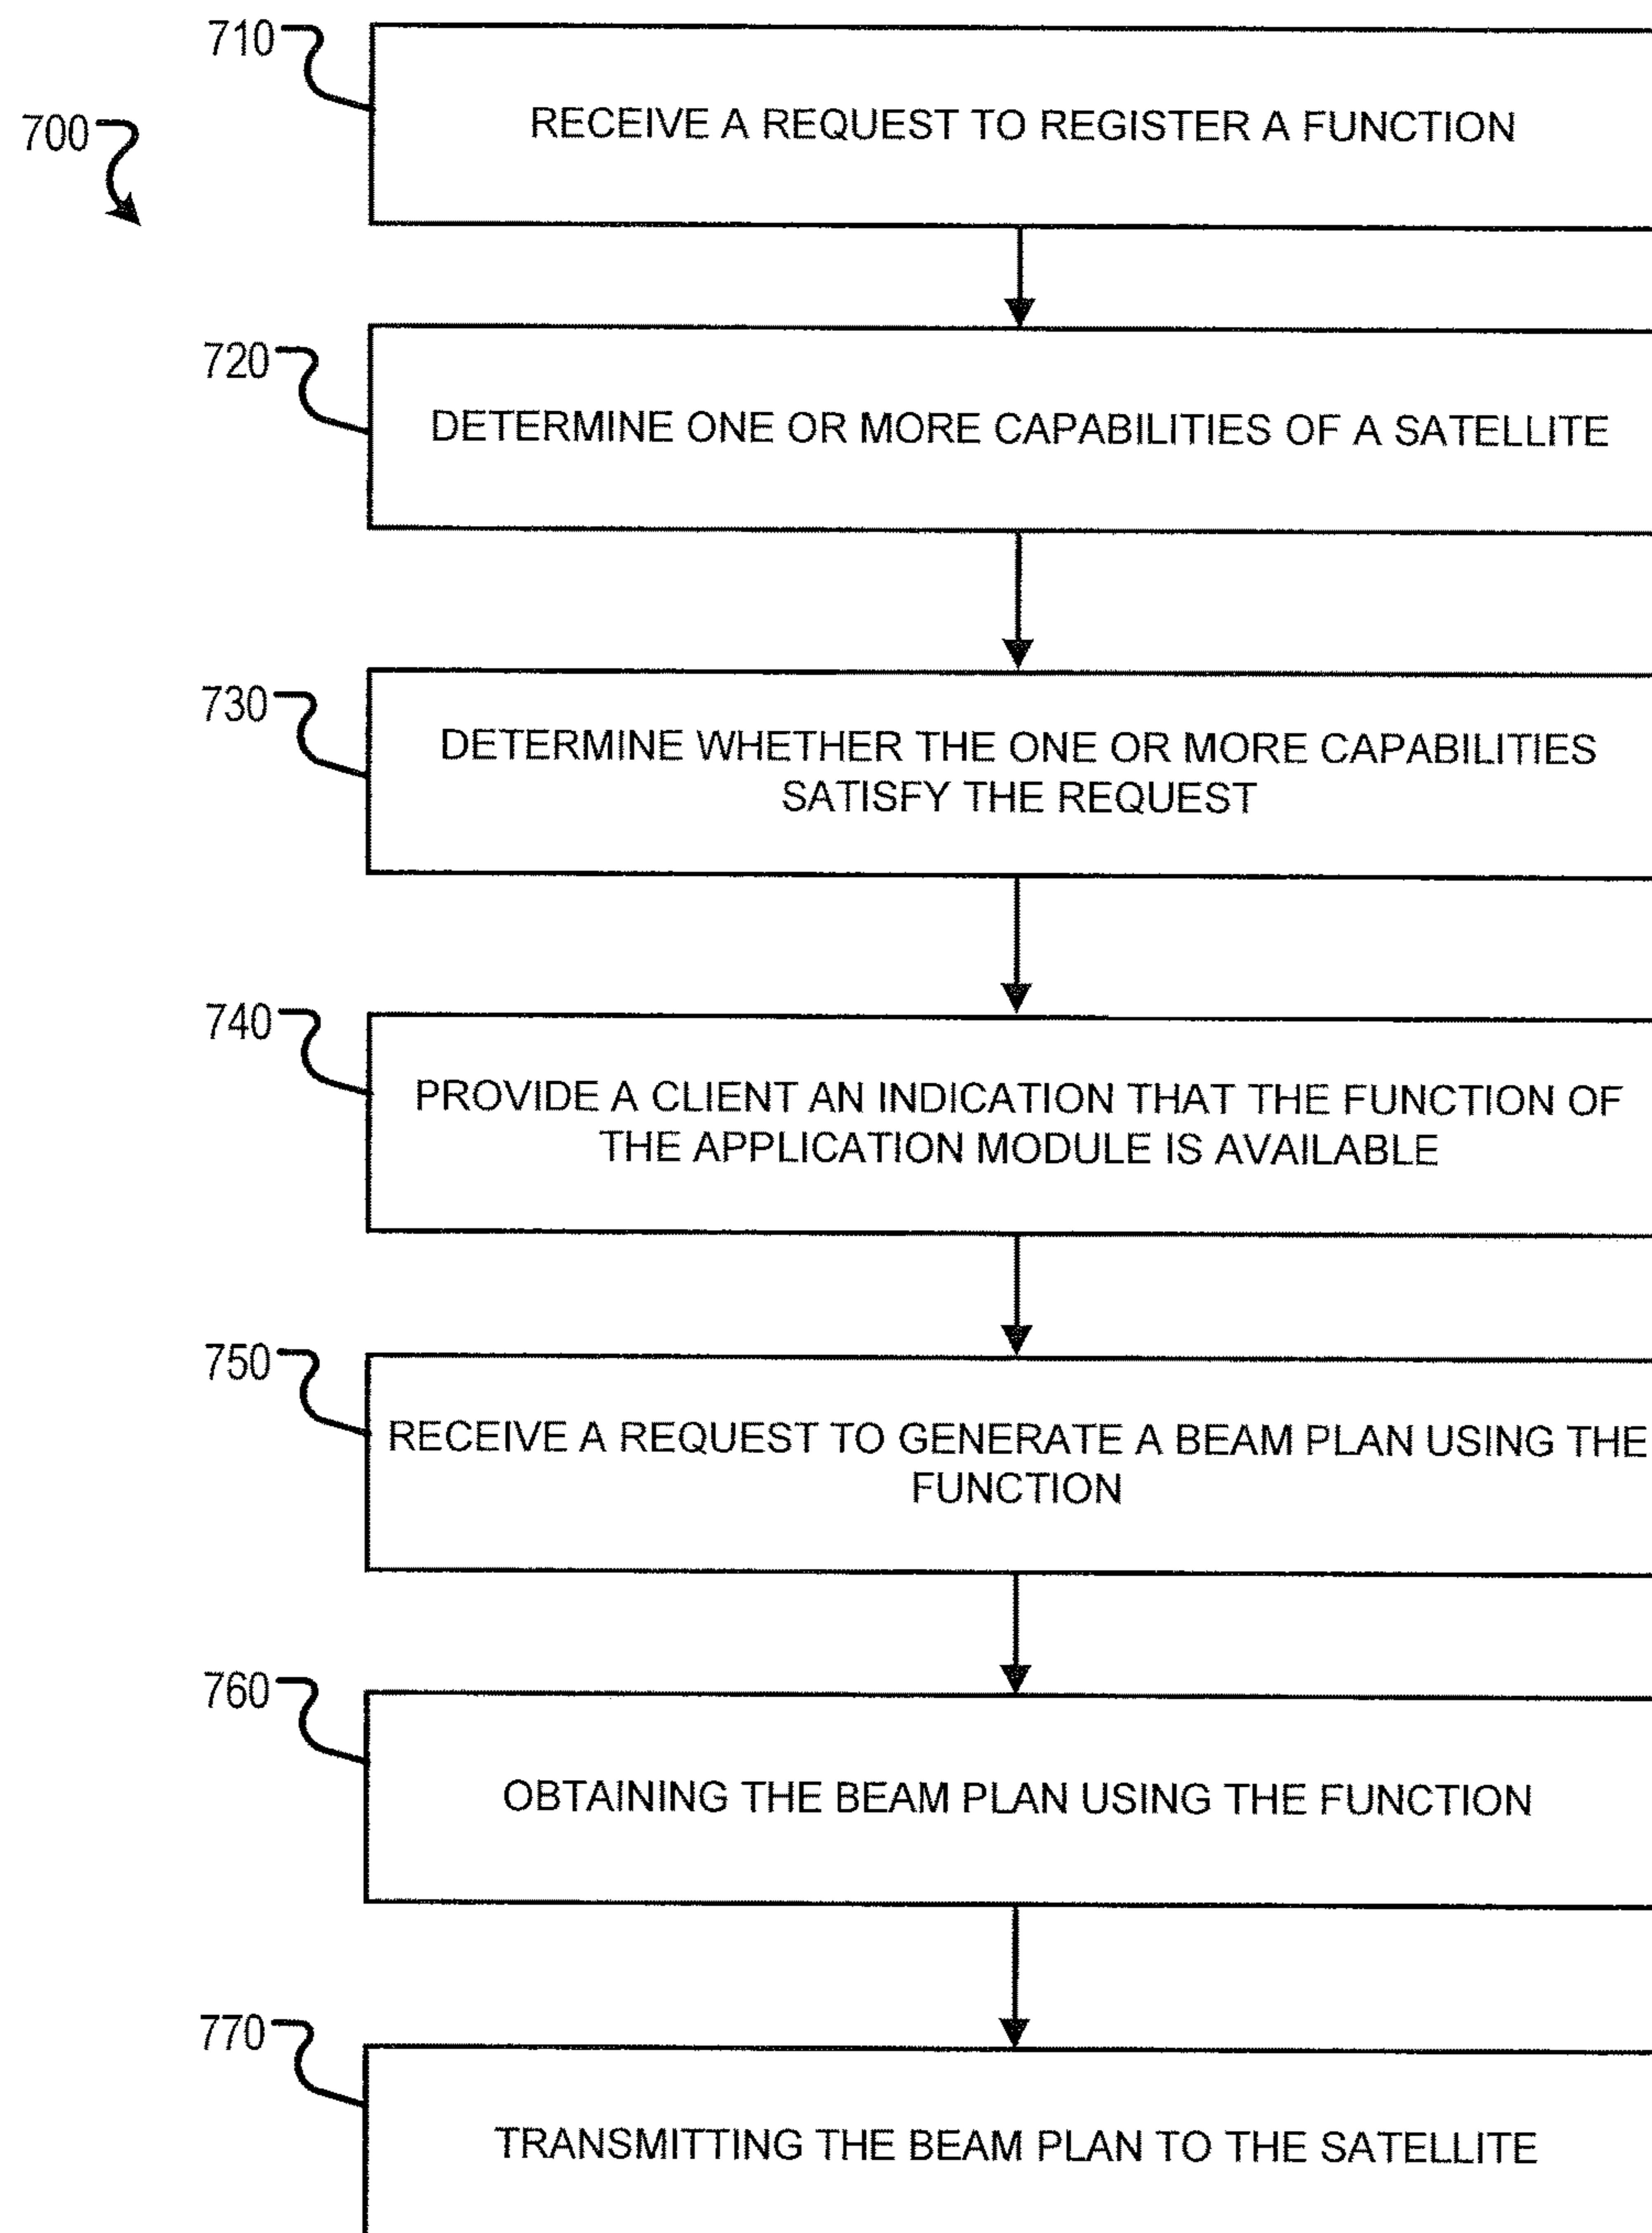 710
RECEIVE A REQUEST TO REGISTER A FUNCTION
700
720
DETERMINE ONE OR MORE CAPABILITIES OF A SATELLITE
730
DETERMINE WHETHER THE ONE OR MORE CAPABILITIES
SATISFY THE REQUEST
740
PROVIDE A CLIENT AN INDICATION THAT THE FUNCTION OF
THE APPLICATION MODULE IS AVAILABLE
750
RECEIVE A REQUEST TO GENERATE A BEAM PLAN USING THE
FUNCTION
760
OBTAINING THE BEAM PLAN USING THE FUNCTION
770
TRANSMITTING THE BEAM PLAN TO THE SATELLITE